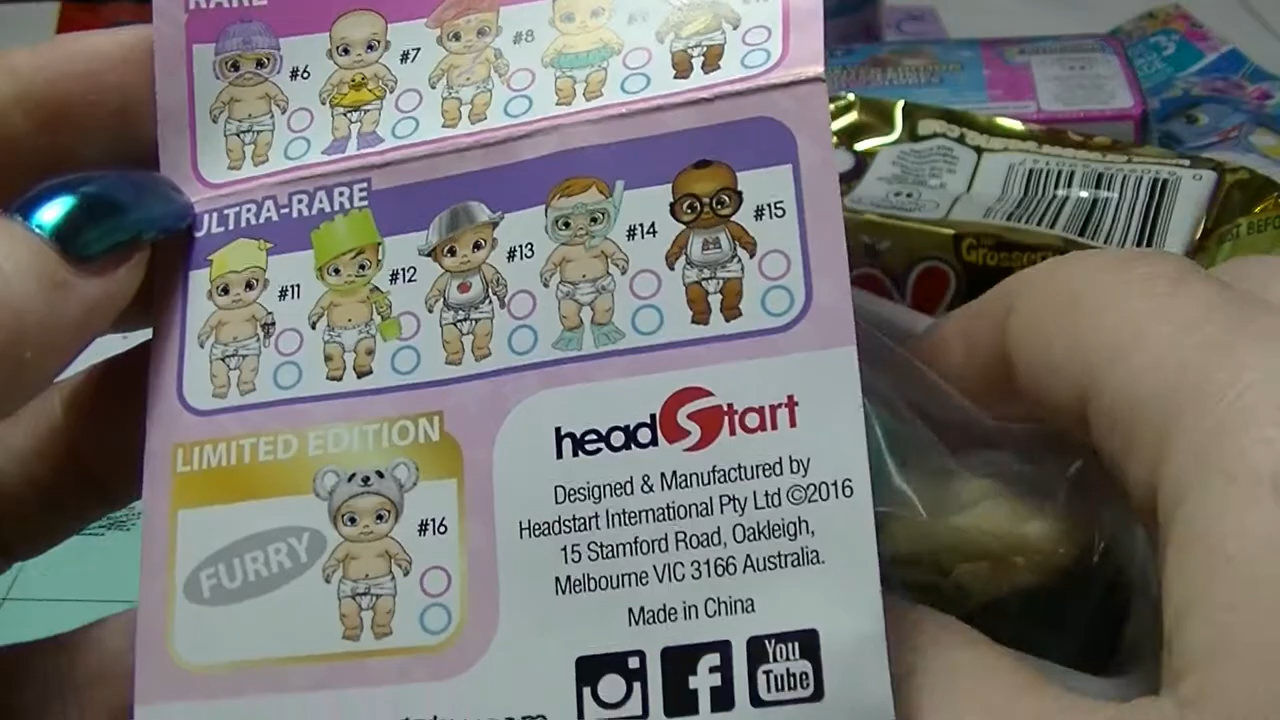 RARE
#6
#7
#8
ULTRA-RARE
#11
#12
#13
#14
#15
LIMITED EDITION
FURRY
#16
headStart
Designed & Manufactured by
Headstart International Pty Ltd ©2016
15 Stamford Road, Oakleigh,
Melbourne VIC 3166 Australia.
Made in China
You
Tube